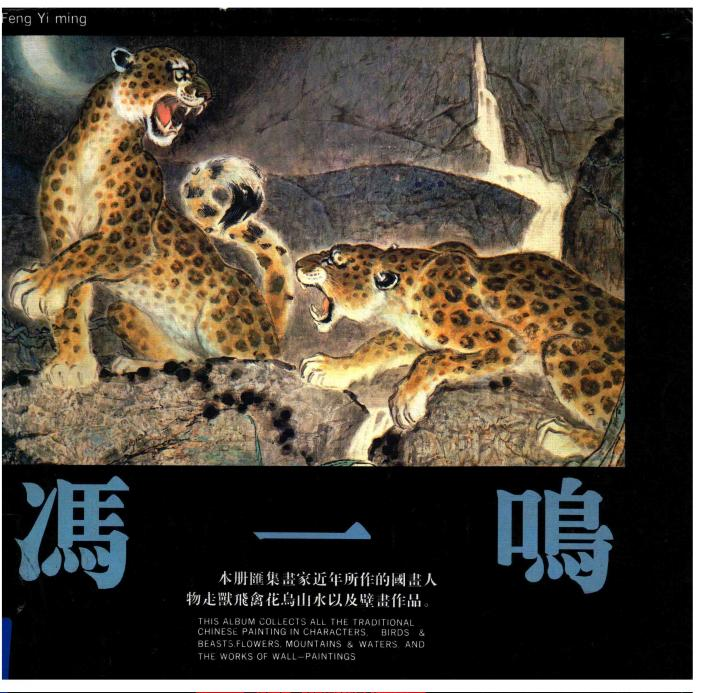 Feng Yi ming
馮一鳴
本册匯集畫家近年所作的國畫人
物走獸飛禽花鳥山水以及壁畫作品。
THIS ALBUM COLLECTS ALL THE TRADITIONAL
CHINESE PAINTING IN CHARACTERS, BIRDS &
BEASTS.FLOWERS, MOUNTAINS & WATERS AND
THE WORKS OF WALL–PAINTINGS